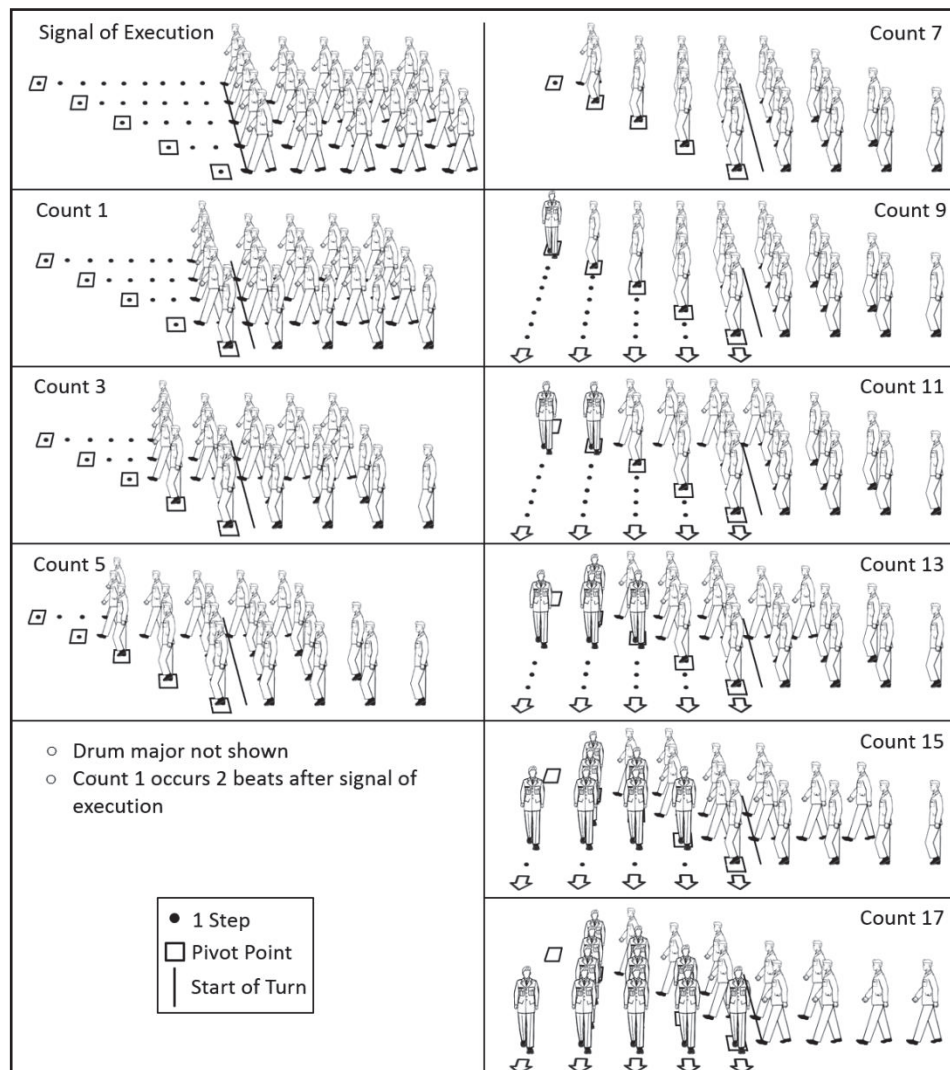 Signal of Execution
Count 1
Count 3
Count 5
○ Drum major not shown
○ Count 1 occurs 2 beats after signal of
execution
1 Step
Pivot Point
Start of Turn
Count 7
Count 9
Count 11
Count 13
Count 15
Count 17